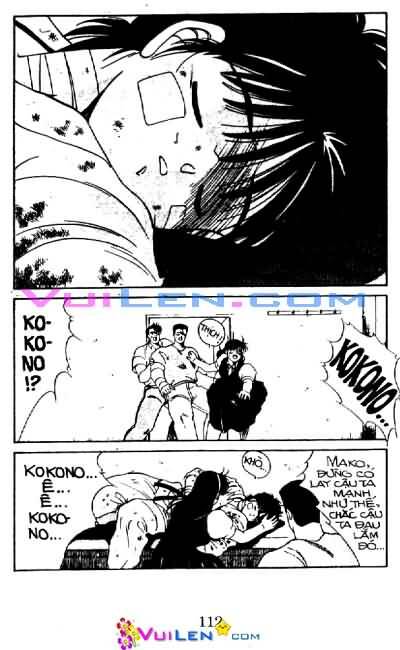 VuiLen.com
KO-
KO-
NO
!?
THỊCH!
KOKONO...
KOKONO...
Ê...
Ê...
KOKO-
NO...
KHÒ...
MAKO,
ĐỪNG CÓ
LAY CẬU TA
MẠNH
NHƯ THẾ,
CHẮC CẬU
TA ĐAU
LẮM
ĐÓ...
112
VuiLen
.com